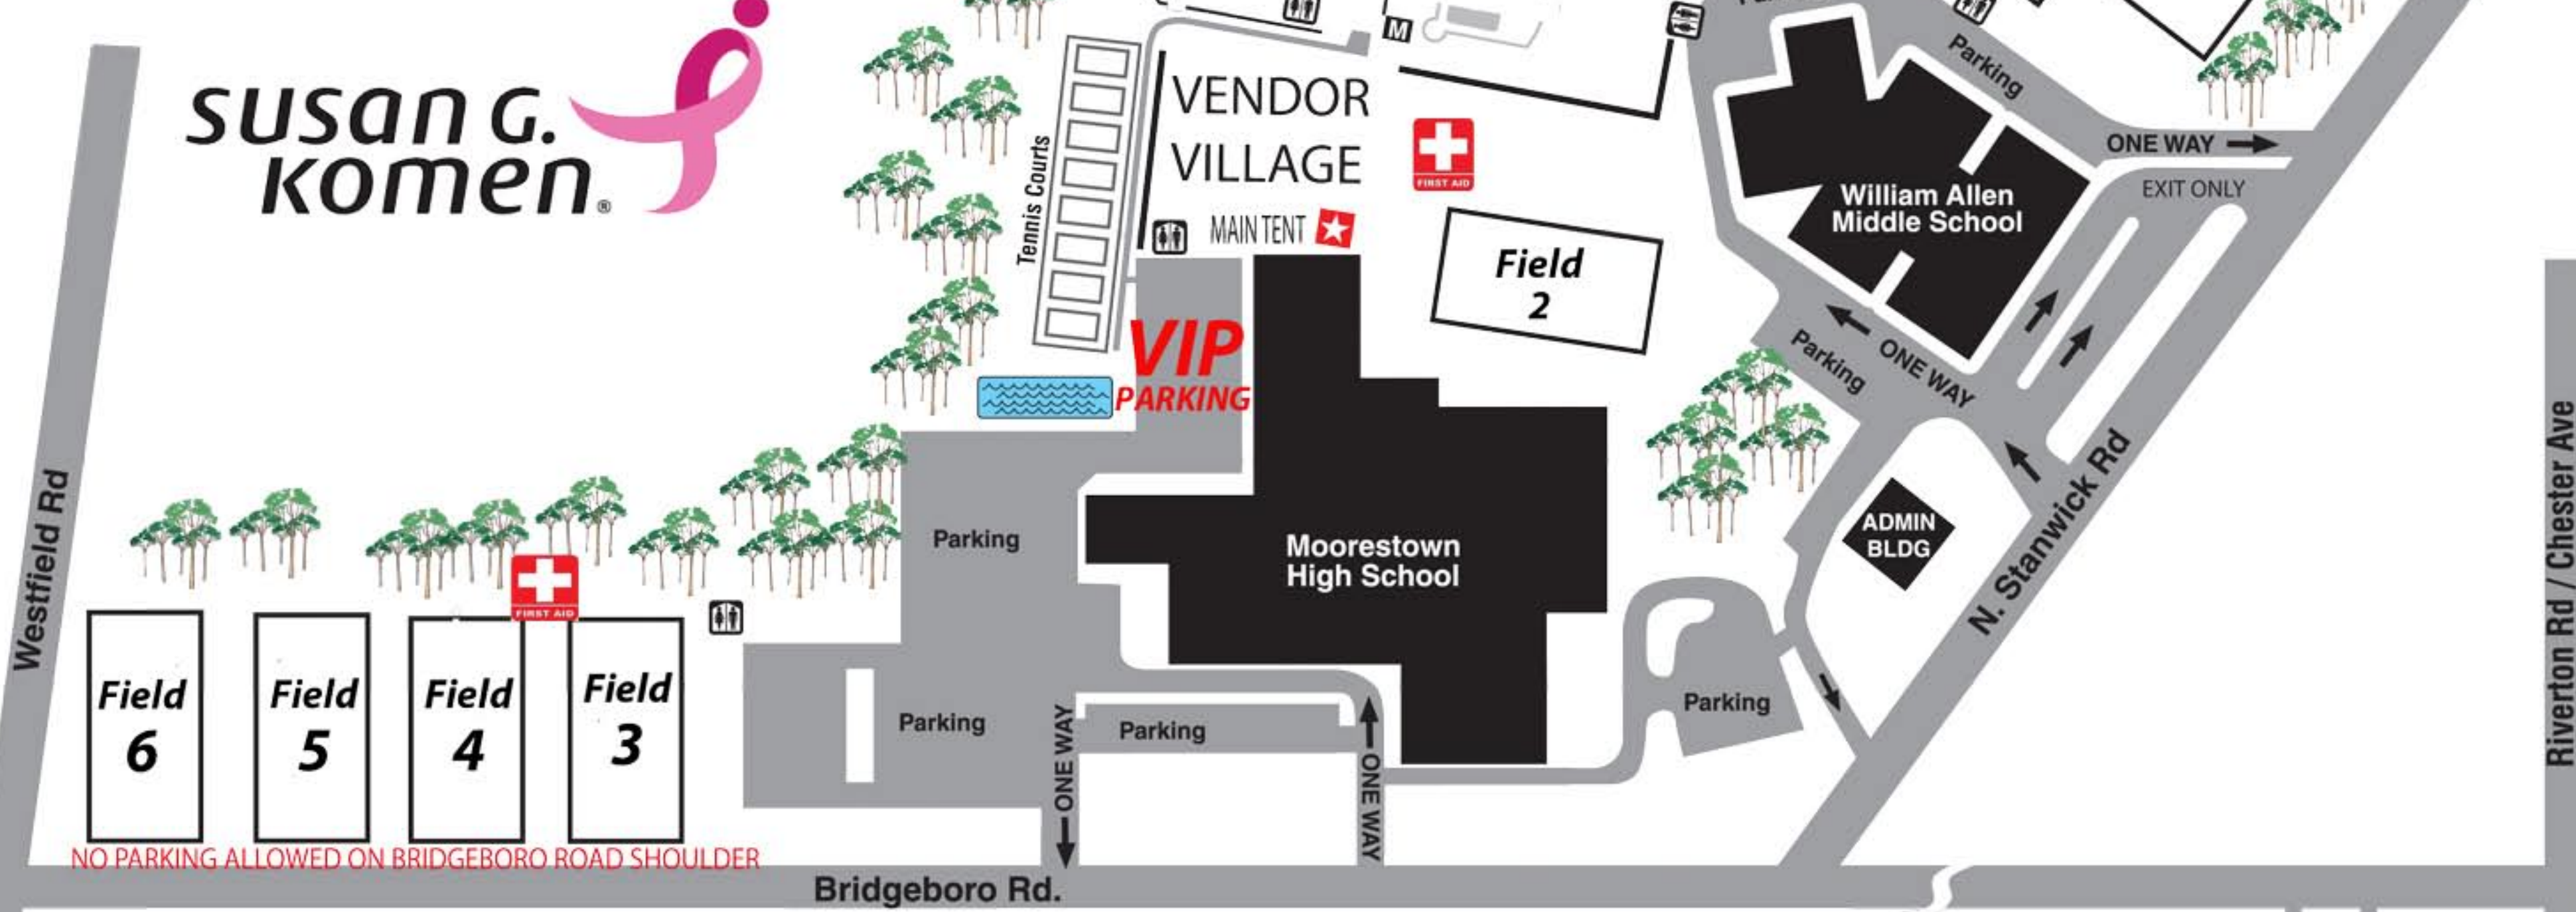 susan G.
komen®
VENDOR
VILLAGE
M
FIRST AID
Parking
ONE WAY
EXIT ONLY
William Allen
Middle School
MAIN TENT
Tennis Courts
Field
2
VIP
PARKING
ONE WAY
Parking
Westfield Rd
Parking
Moorestown
High School
ADMIN
BLDG
N. Stanwick Rd
Riverton Rd / Chester Ave
FIRST AID
Field
6
Field
5
Field
4
Field
3
Parking
Parking
Parking
ONE WAY
ONE WAY
NO PARKING ALLOWED ON BRIDGEBORO ROAD SHOULDER
Bridgeboro Rd.